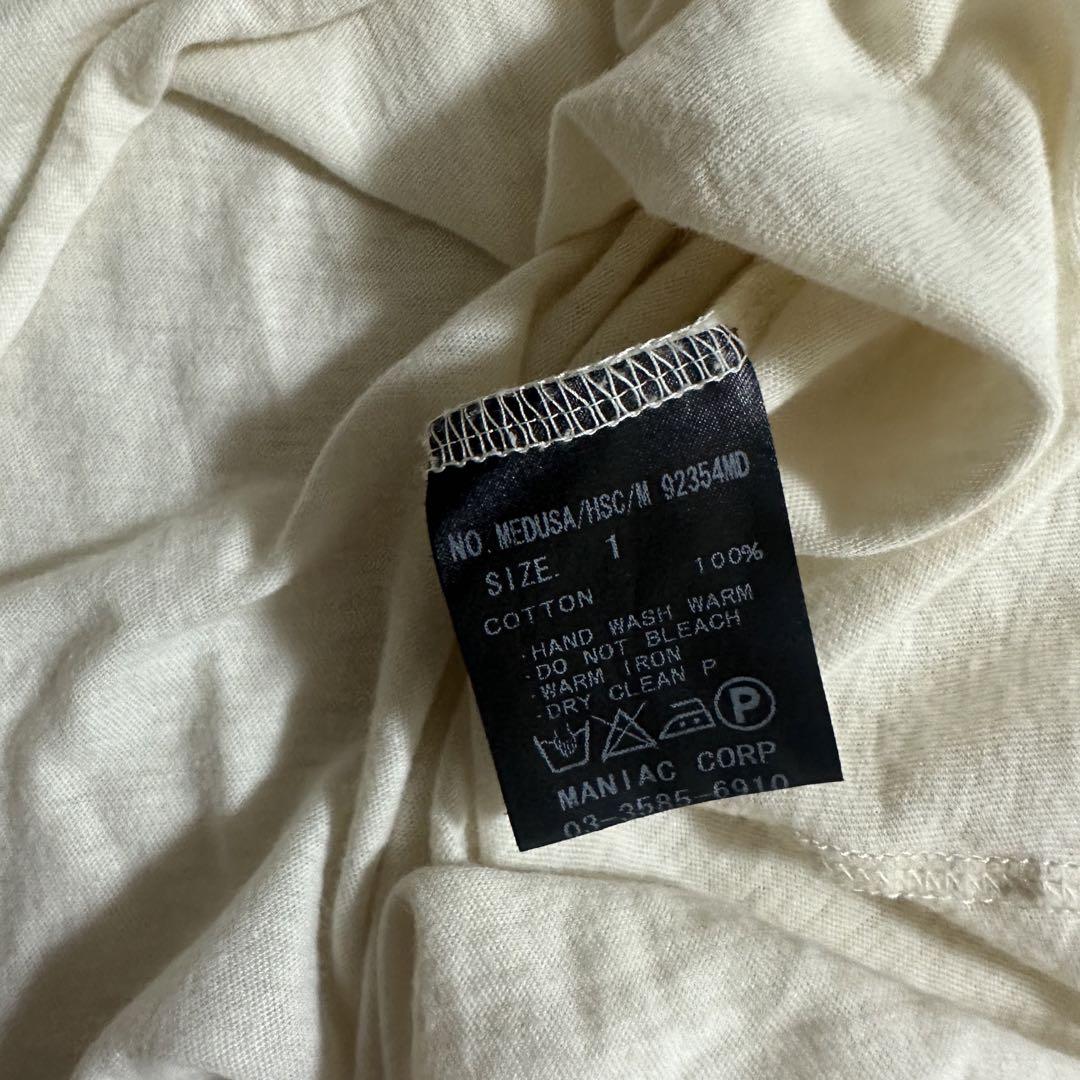 NO. MEDUSA/HSC/M 92354MD
SIZE. 1
COTTON 100%
.HAND WASH WARM
.DO NOT BLEACH
.WARM IRON
.DRY CLEAN P
P
MANIAC CORP
03-3585-6910